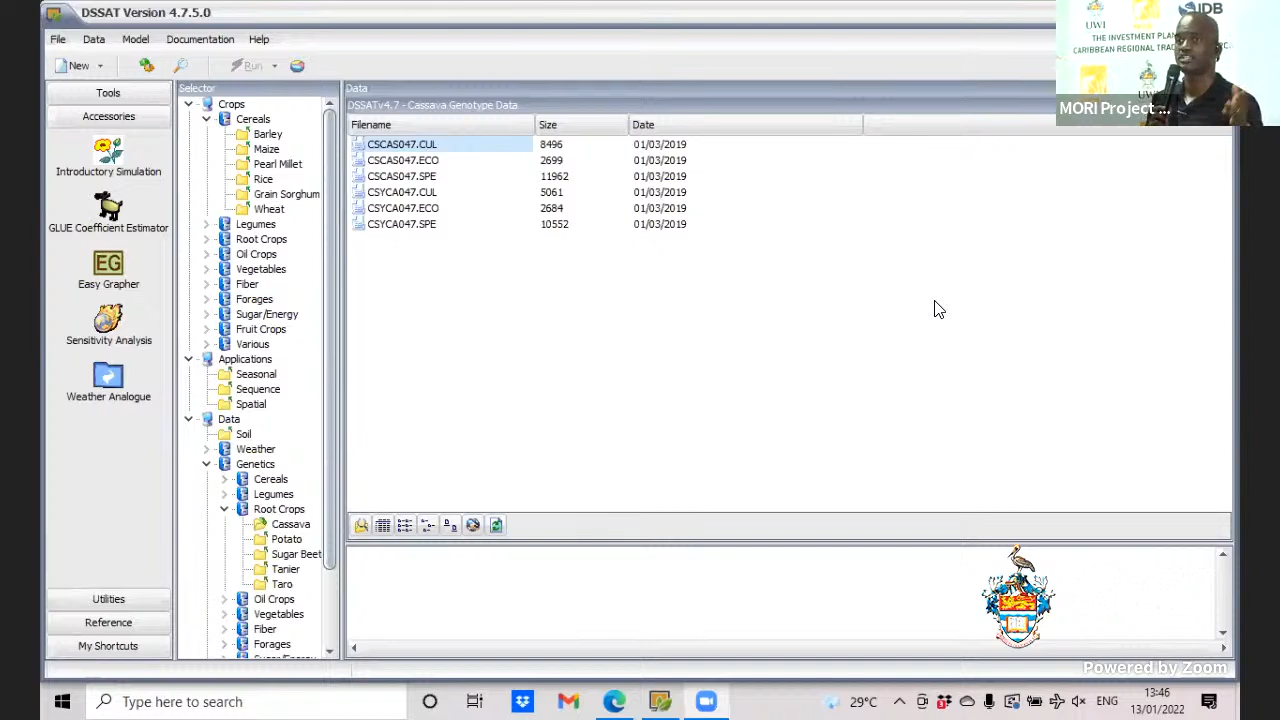 DSSAT Version 4.7.5.0
File Data Model Documentation Help
New Run
Tools
Accessories
Introductory Simulation
GLUE Coefficient Estimator
EG
Easy Grapher
Sensitivity Analysis
Weather Analogue
Utilities
Reference
My Shortcuts
Selector
Crops
Cereals
Barley
Maize
Pearl Millet
Rice
Grain Sorghum
Wheat
Legumes
Root Crops
Oil Crops
Vegetables
Fiber
Forages
Sugar/Energy
Fruit Crops
Various
Applications
Seasonal
Sequence
Spatial
Data
Soil
Weather
Genetics
Cereals
Legumes
Root Crops
Cassava
Potato
Sugar Beet
Tanier
Taro
Oil Crops
Vegetables
Fiber
Forages
Sugar/Energy
Data
DSSATv4.7 - Cassava Genotype Data
Filename Size Date
CSCAS047.CUL 8496 01/03/2019
CSCAS047.ECO 2699 01/03/2019
CSCAS047.SPE 11962 01/03/2019
CSYCA047.CUL 5061 01/03/2019
CSYCA047.ECO 2684 01/03/2019
CSYCA047.SPE 10552 01/03/2019
UWI IDB
THE INVESTMENT
CARIBBEAN REGIONAL
MORI Project ...
Powered by Zoom
Type here to search
29°C
ENG
13:46
13/01/2022